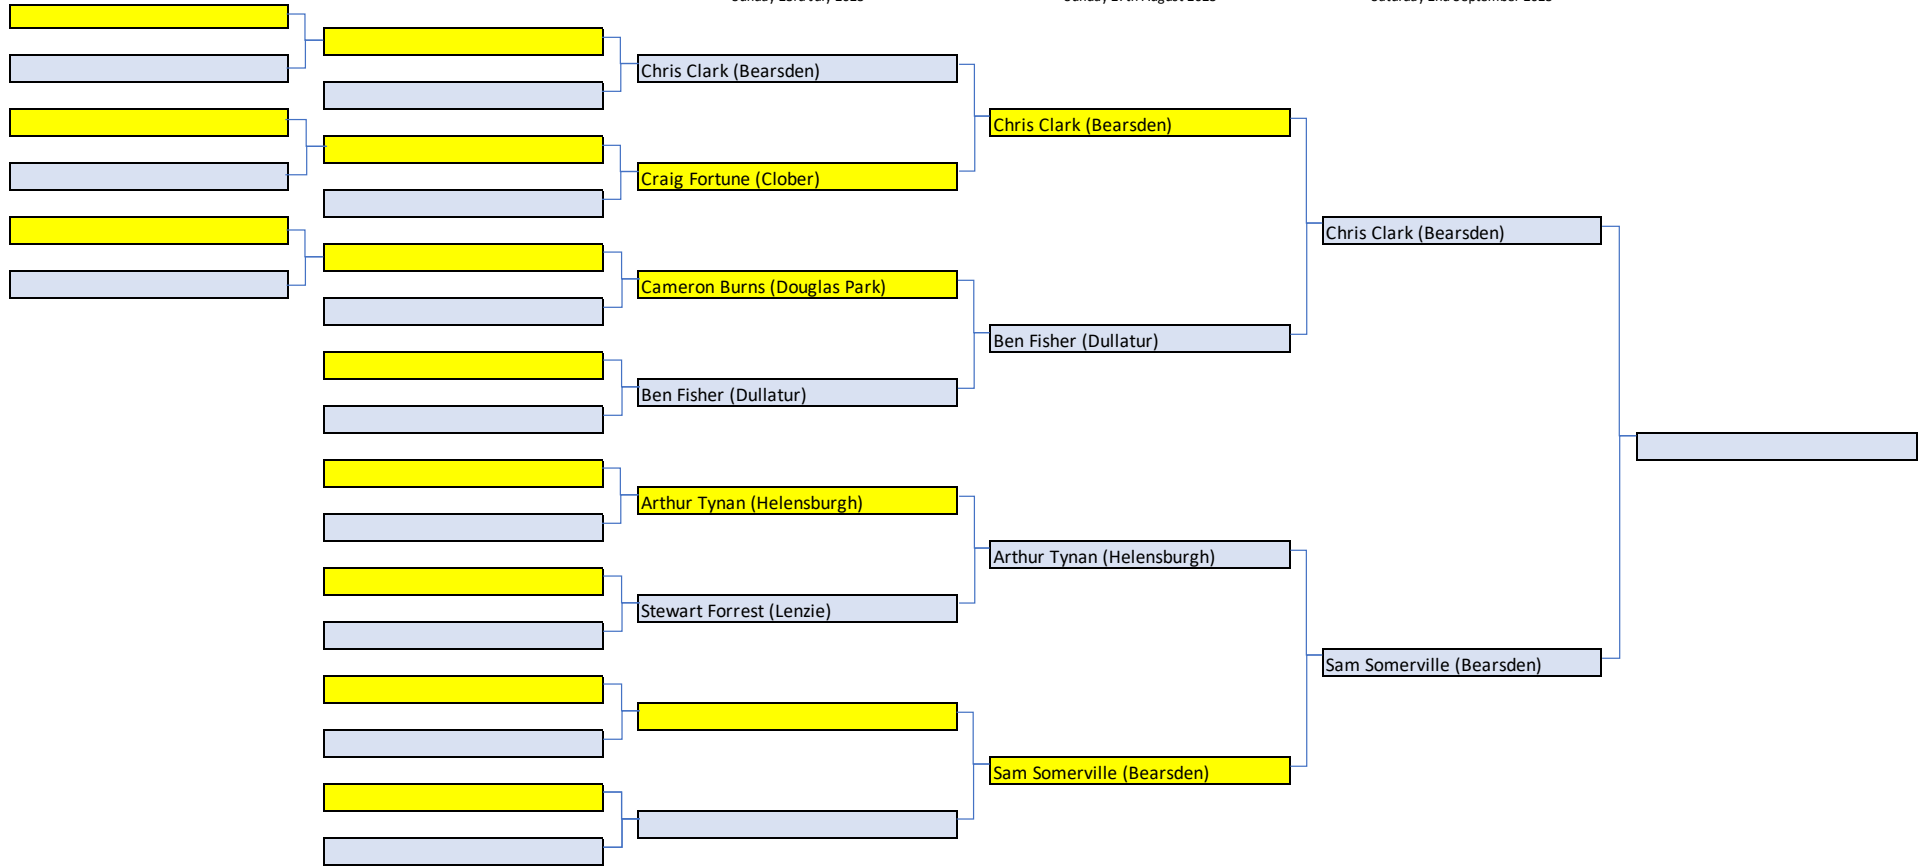 Chris Clark (Bearsden)
Craig Fortune (Clober)
Cameron Burns (Douglas Park)
Ben Fisher (Dullatur)
Arthur Tynan (Helensburgh)
Stewart Forrest (Lenzie)
Chris Clark (Bearsden)
Ben Fisher (Dullatur)
Arthur Tynan (Helensburgh)
Sam Somerville (Bearsden)
Chris Clark (Bearsden)
Sam Somerville (Bearsden)